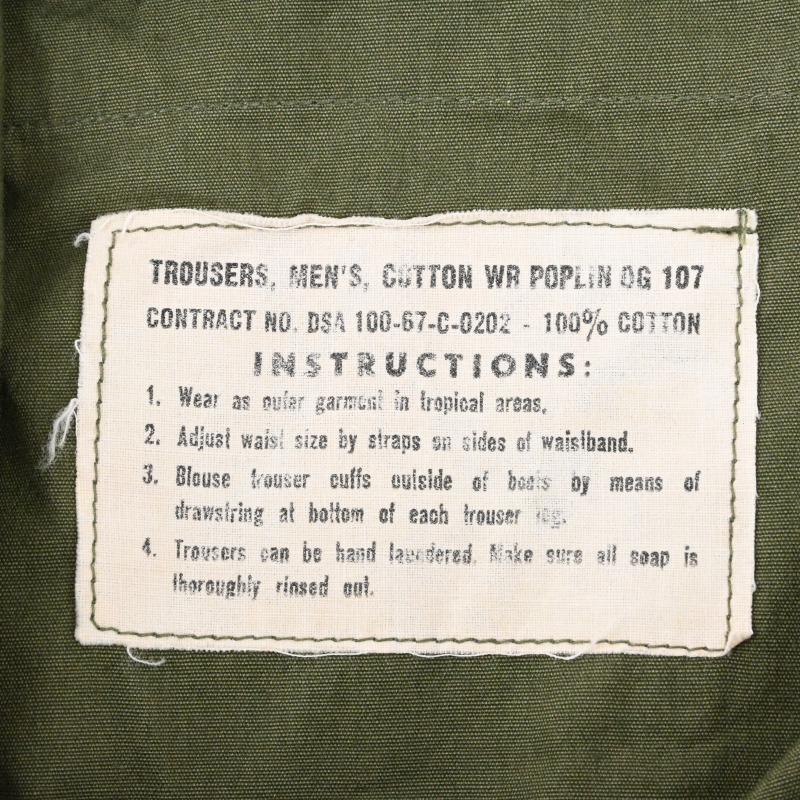 TROUSERS, MEN'S, COTTON WR POPLIN OG 107
CONTRACT NO. DSA 100-67-C-0202 - 100% COTTON
INSTRUCTIONS:
1. Wear as outer garment in tropical areas.
2. Adjust waist size by straps on sides of waistband.
3. Blouse trouser cuffs outside of boots by means of
drawstring at bottom of each trouser leg.
4. Trousers can be hand laundered. Make sure all soap is
thoroughly rinsed out.